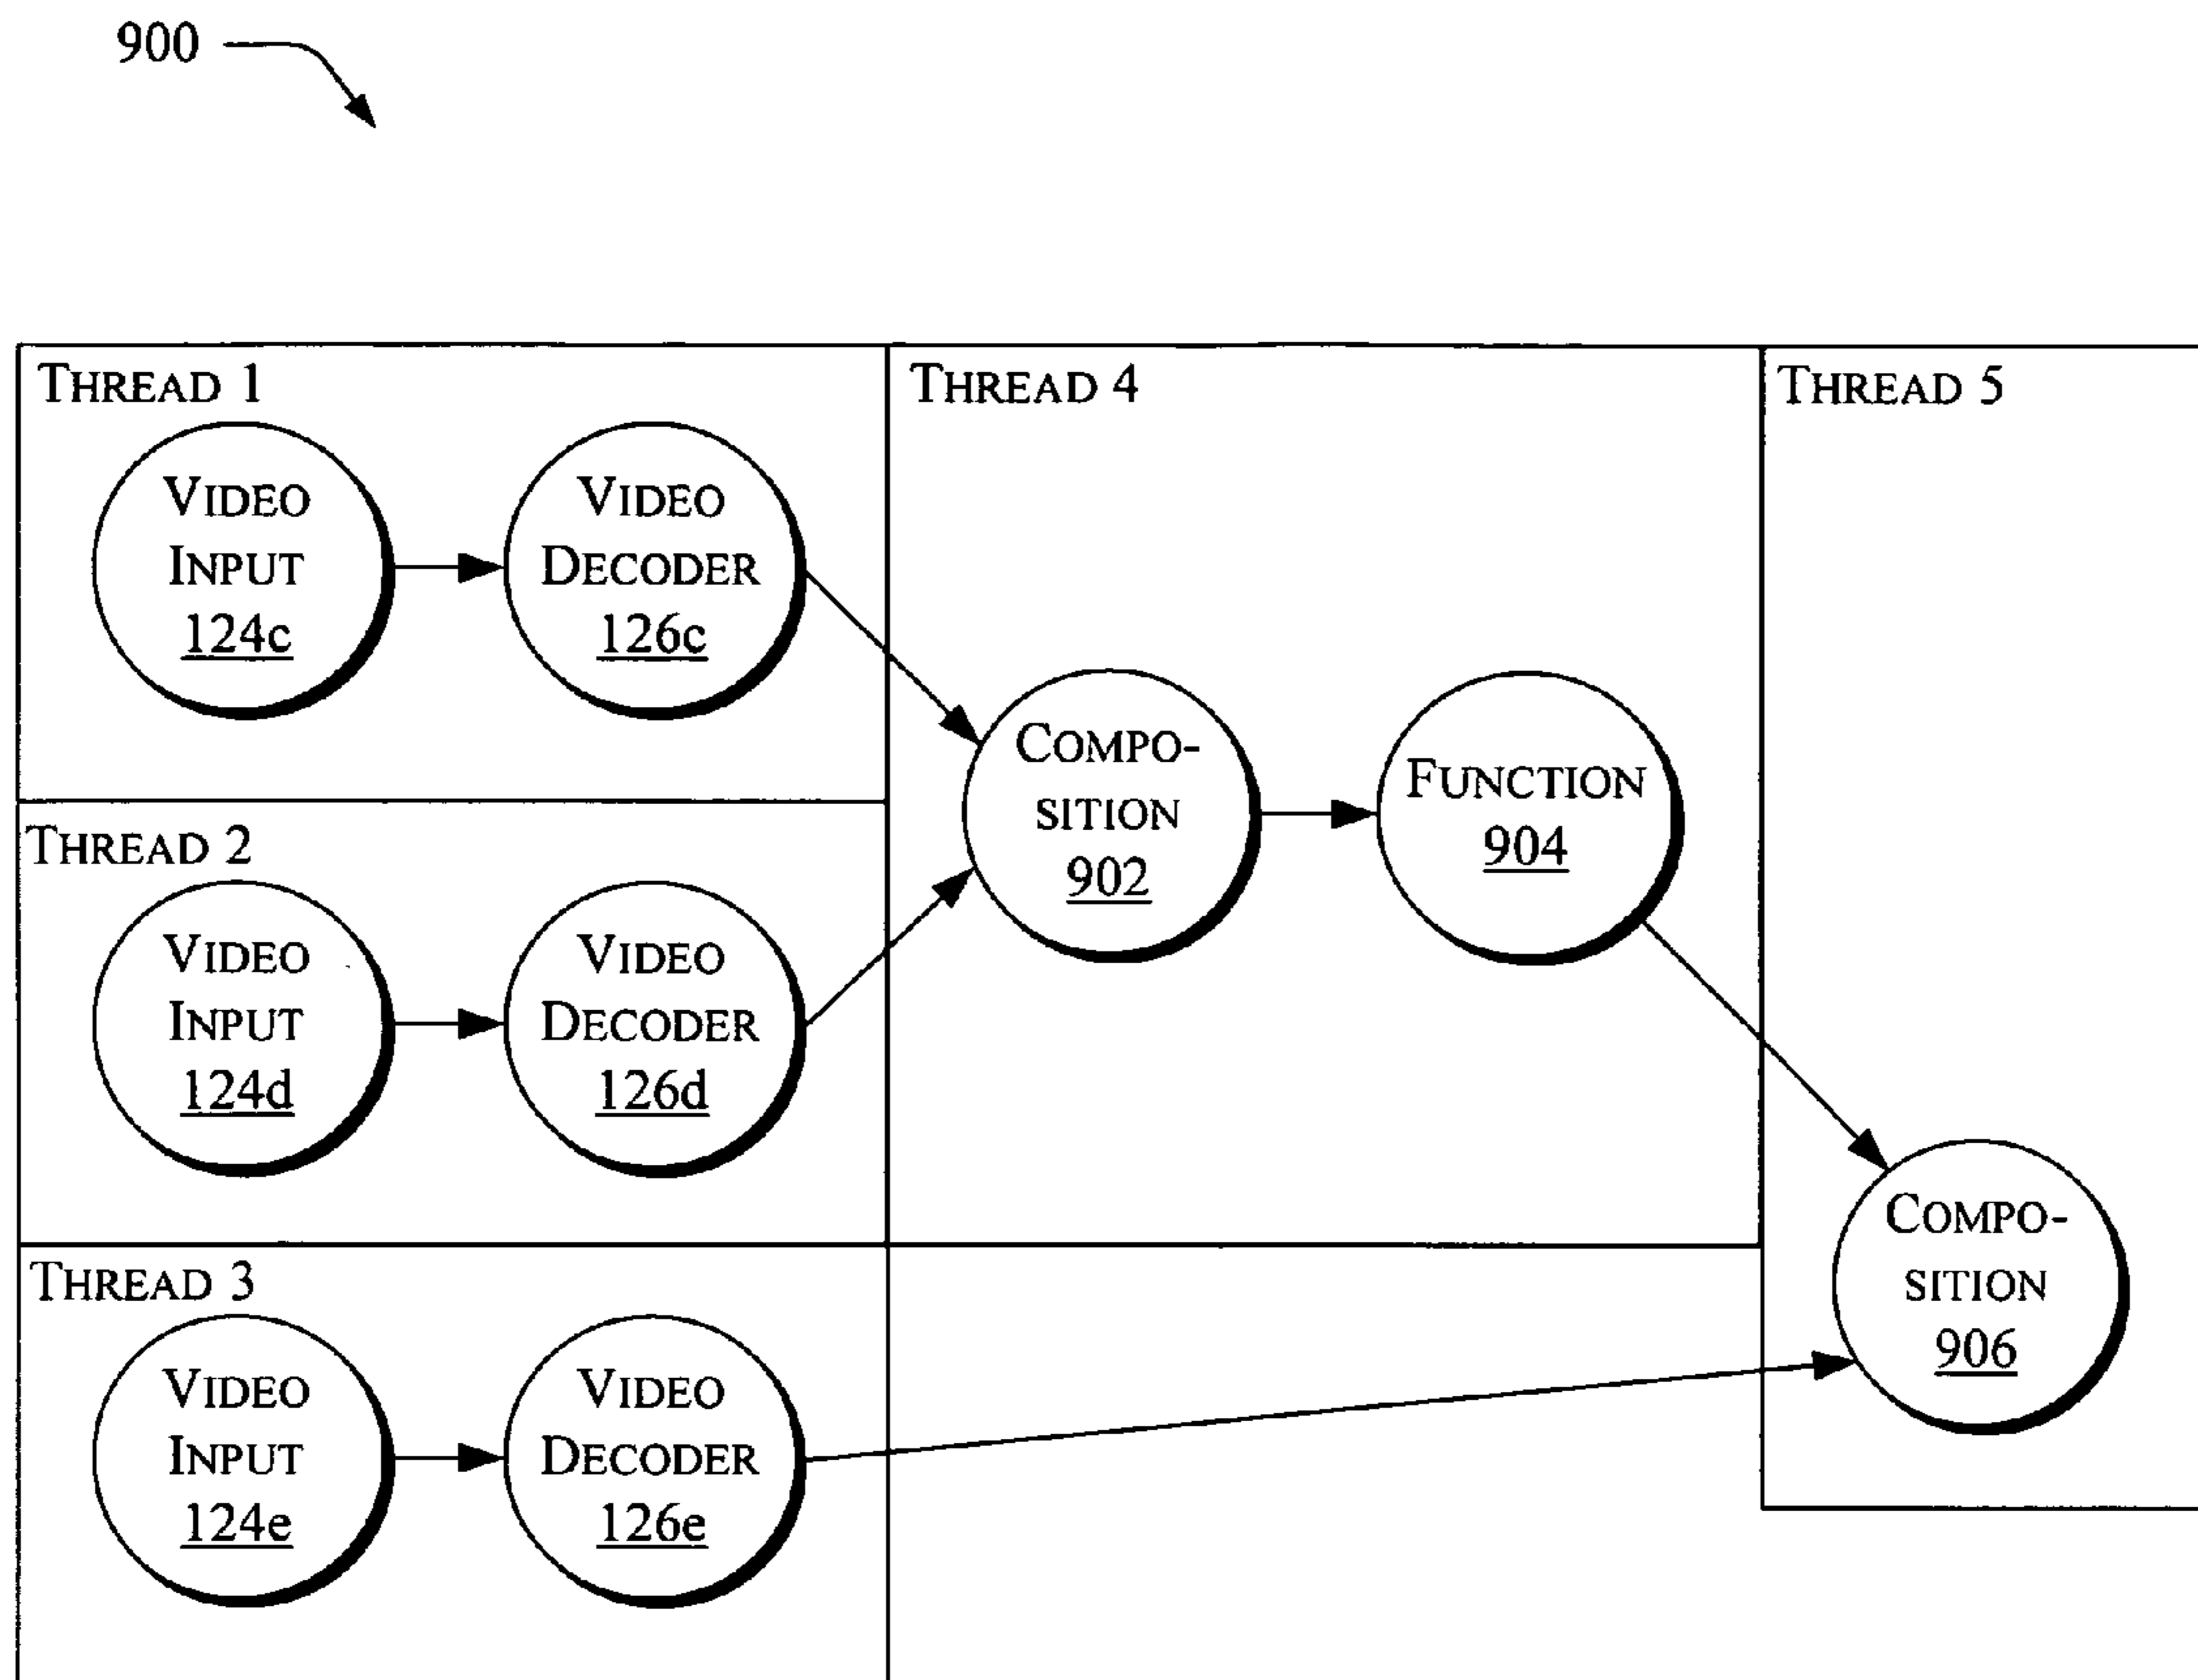 900
THREAD 1
VIDEO
INPUT
124c
VIDEO
DECODER
126c
THREAD 2
VIDEO
INPUT
124d
VIDEO
DECODER
126d
THREAD 3
VIDEO
INPUT
124e
VIDEO
DECODER
126e
THREAD 4
COMPO-
SITION
902
FUNCTION
904
THREAD 5
COMPO-
SITION
906